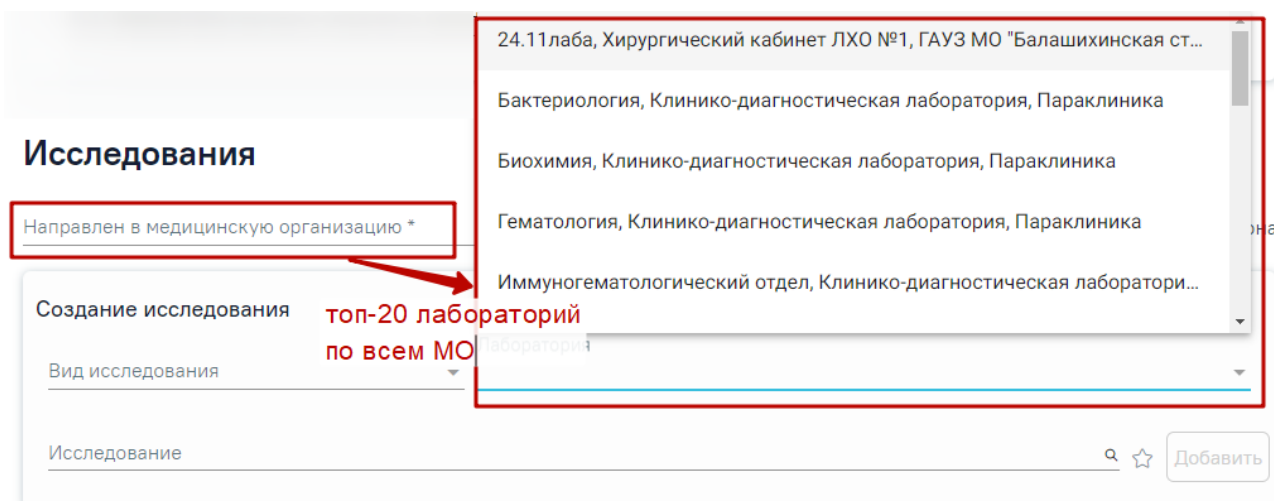 24.11лаба, Хирургический кабинет ЛХО №1, ГАУЗ МО "Балашихинская ст...
Бактериология, Клинико-диагностическая лаборатория, Параклиника
Исследования
Биохимия, Клинико-диагностическая лаборатория, Параклиника
Направлен в медицинскую организацию *
Гематология, Клинико-диагностическая лаборатория, Параклиника
Иммуногематологический отдел, Клинико-диагностическая лаборатори...
Создание исследования
топ-20 лабораторий
по всем МО
Лаборатория
Вид исследования
Исследование
Добавить